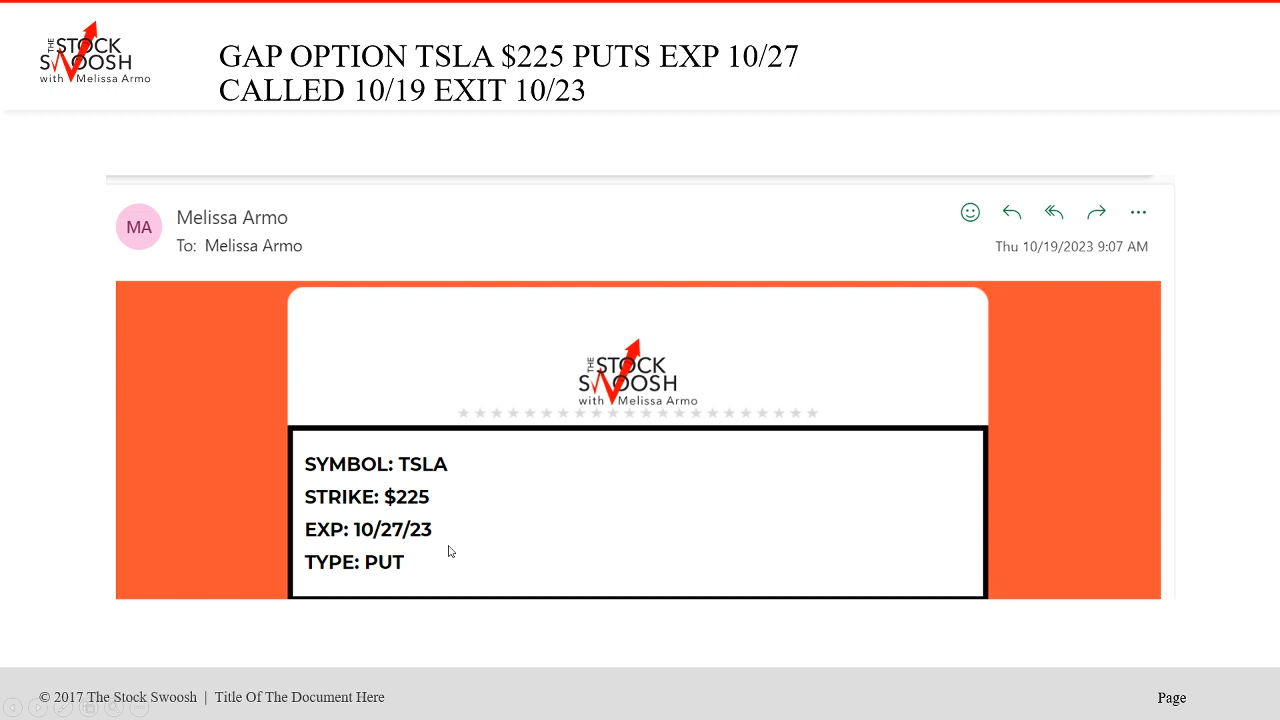 THE
STOCK
SWOOSH
with Melissa Armo
GAP OPTION TSLA $225 PUTS EXP 10/27
CALLED 10/19 EXIT 10/23
MA
Melissa Armo
To: Melissa Armo
Thu 10/19/2023 9:07 AM
THE
STOCK
SWOOSH
with Melissa Armo
SYMBOL: TSLA
STRIKE: $225
EXP: 10/27/23
TYPE: PUT
© 2017 The Stock Swoosh | Title Of The Document Here
Page